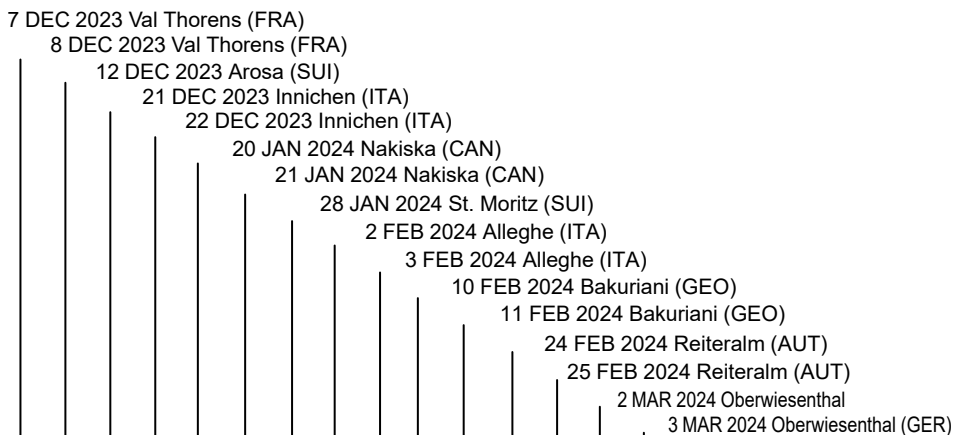 7 DEC 2023 Val Thorens (FRA)
8 DEC 2023 Val Thorens (FRA)
12 DEC 2023 Arosa (SUI)
21 DEC 2023 Innichen (ITA)
22 DEC 2023 Innichen (ITA)
20 JAN 2024 Nakiska (CAN)
21 JAN 2024 Nakiska (CAN)
28 JAN 2024 St. Moritz (SUI)
2 FEB 2024 Alleghe (ITA)
3 FEB 2024 Alleghe (ITA)
10 FEB 2024 Bakuriani (GEO)
11 FEB 2024 Bakuriani (GEO)
24 FEB 2024 Reiteralm (AUT)
25 FEB 2024 Reiteralm (AUT)
2 MAR 2024 Oberwiesenthal
3 MAR 2024 Oberwiesenthal (GER)